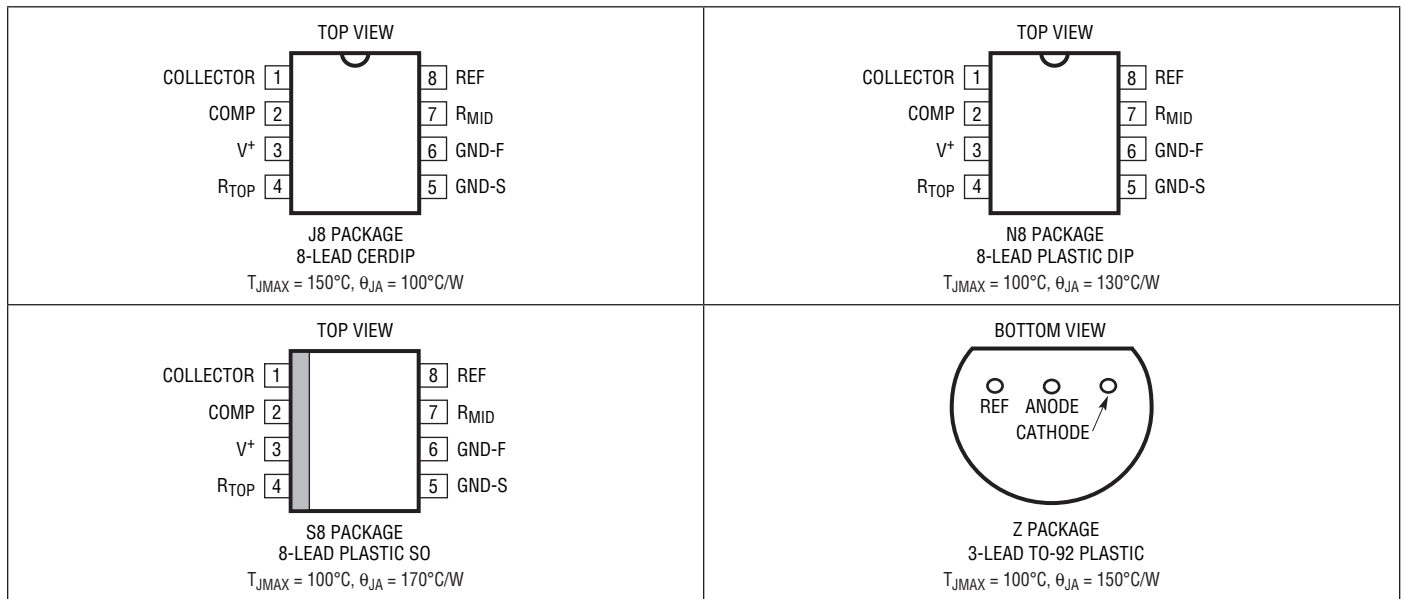 TOP VIEW
COLLECTOR 1 8 REF
COMP 2 7 RMID
V+ 3 6 GND-F
RTOP 4 5 GND-S
J8 PACKAGE
8-LEAD CERDIP
TJMAX = 150°C, θJA = 100°C/W
TOP VIEW
COLLECTOR 1 8 REF
COMP 2 7 RMID
V+ 3 6 GND-F
RTOP 4 5 GND-S
N8 PACKAGE
8-LEAD PLASTIC DIP
TJMAX = 100°C, θJA = 130°C/W
TOP VIEW
COLLECTOR 1 8 REF
COMP 2 7 RMID
V+ 3 6 GND-F
RTOP 4 5 GND-S
S8 PACKAGE
8-LEAD PLASTIC SO
TJMAX = 100°C, θJA = 170°C/W
BOTTOM VIEW
REF ANODE
CATHODE
Z PACKAGE
3-LEAD TO-92 PLASTIC
TJMAX = 100°C, θJA = 150°C/W